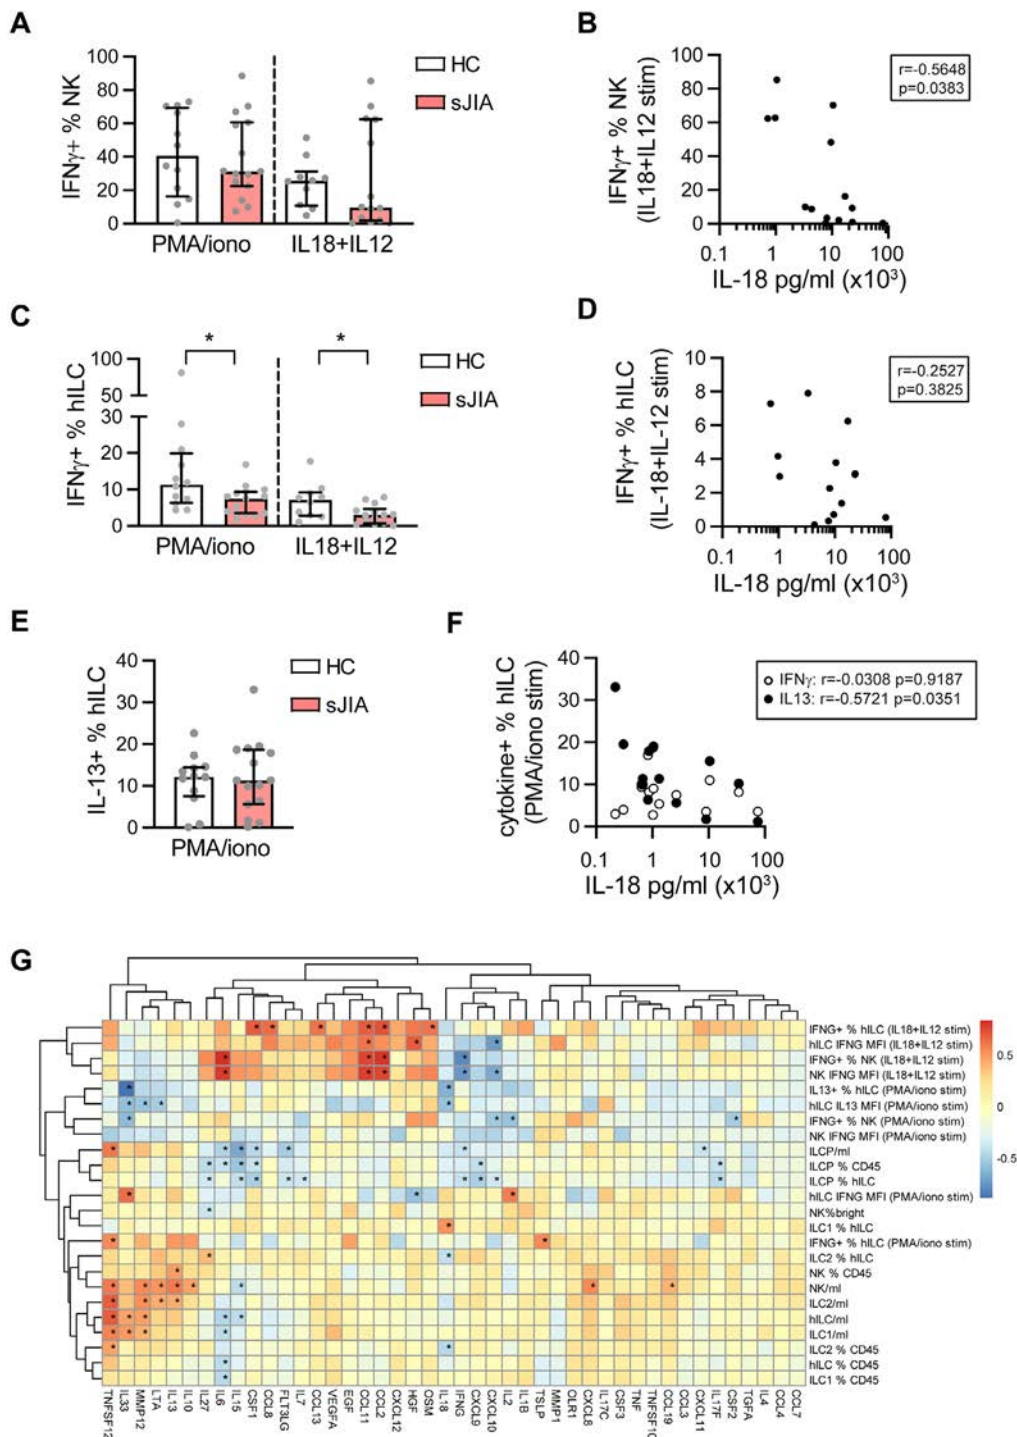 A
IFNγ+ % NK
100
80
60
40
20
0
HC
sJIA
PMA/iono
IL18+IL12
B
IFNγ+ % NK
(IL18+IL12 stim)
100
80
60
40
20
0
r=-0.5648
p=0.0383
0.1
1
10
100
IL-18 pg/ml (x10³)
C
IFNγ+ % hILC
100
50
30
20
10
0
*
*
HC
sJIA
PMA/iono
IL18+IL12
D
IFNγ+ % hILC
(IL-18+IL-12 stim)
10
8
6
4
2
0
r=-0.2527
p=0.3825
0.1
1
10
100
IL-18 pg/ml (x10³)
E
IL-13+ % hILC
40
30
20
10
0
HC
sJIA
PMA/iono
F
cytokine+ % hILC
(PMA/iono stim)
40
30
20
10
0
IFNγ: r=-0.0308 p=0.9187
IL13: r=-0.5721 p=0.0351
0.1
1
10
100
IL-18 pg/ml (x10³)
G
IFNG+ % hILC (IL18+IL12 stim)
hILC IFNG MFI (IL18+IL12 stim)
IFNG+ % NK (IL18+IL12 stim)
NK IFNG MFI (IL18+IL12 stim)
IL13+ % hILC (PMA/iono stim)
hILC IL13 MFI (PMA/iono stim)
IFNG+ % NK (PMA/iono stim)
NK IFNG MFI (PMA/iono stim)
ILCP/ml
ILCP % CD45
ILCP % hILC
hILC IFNG MFI (PMA/iono stim)
NK%bright
ILC1 % hILC
IFNG+ % hILC (PMA/iono stim)
ILC2 % hILC
NK % CD45
NK/ml
ILC2/ml
hILC/ml
ILC1/ml
ILC2 % CD45
hILC % CD45
ILC1 % CD45
0.5
0
-0.5
TNFSF12
IL33
MMP12
LTA
IL13
IL10
IL27
IL6
IL15
CSF1
CCL8
FLT3LG
IL7
CCL13
VEGFA
EGF
CCL11
CCL2
CXCL12
HGF
OSM
IL18
IFNG
CXCL9
CXCL10
IL2
IL1B
TSLP
MMP1
OLR1
CXCL8
IL17C
CSF3
TNF
TNFSF10
CCL19
CCL3
CXCL11
IL17F
CSF2
TGFA
IL4
CCL4
CCL7